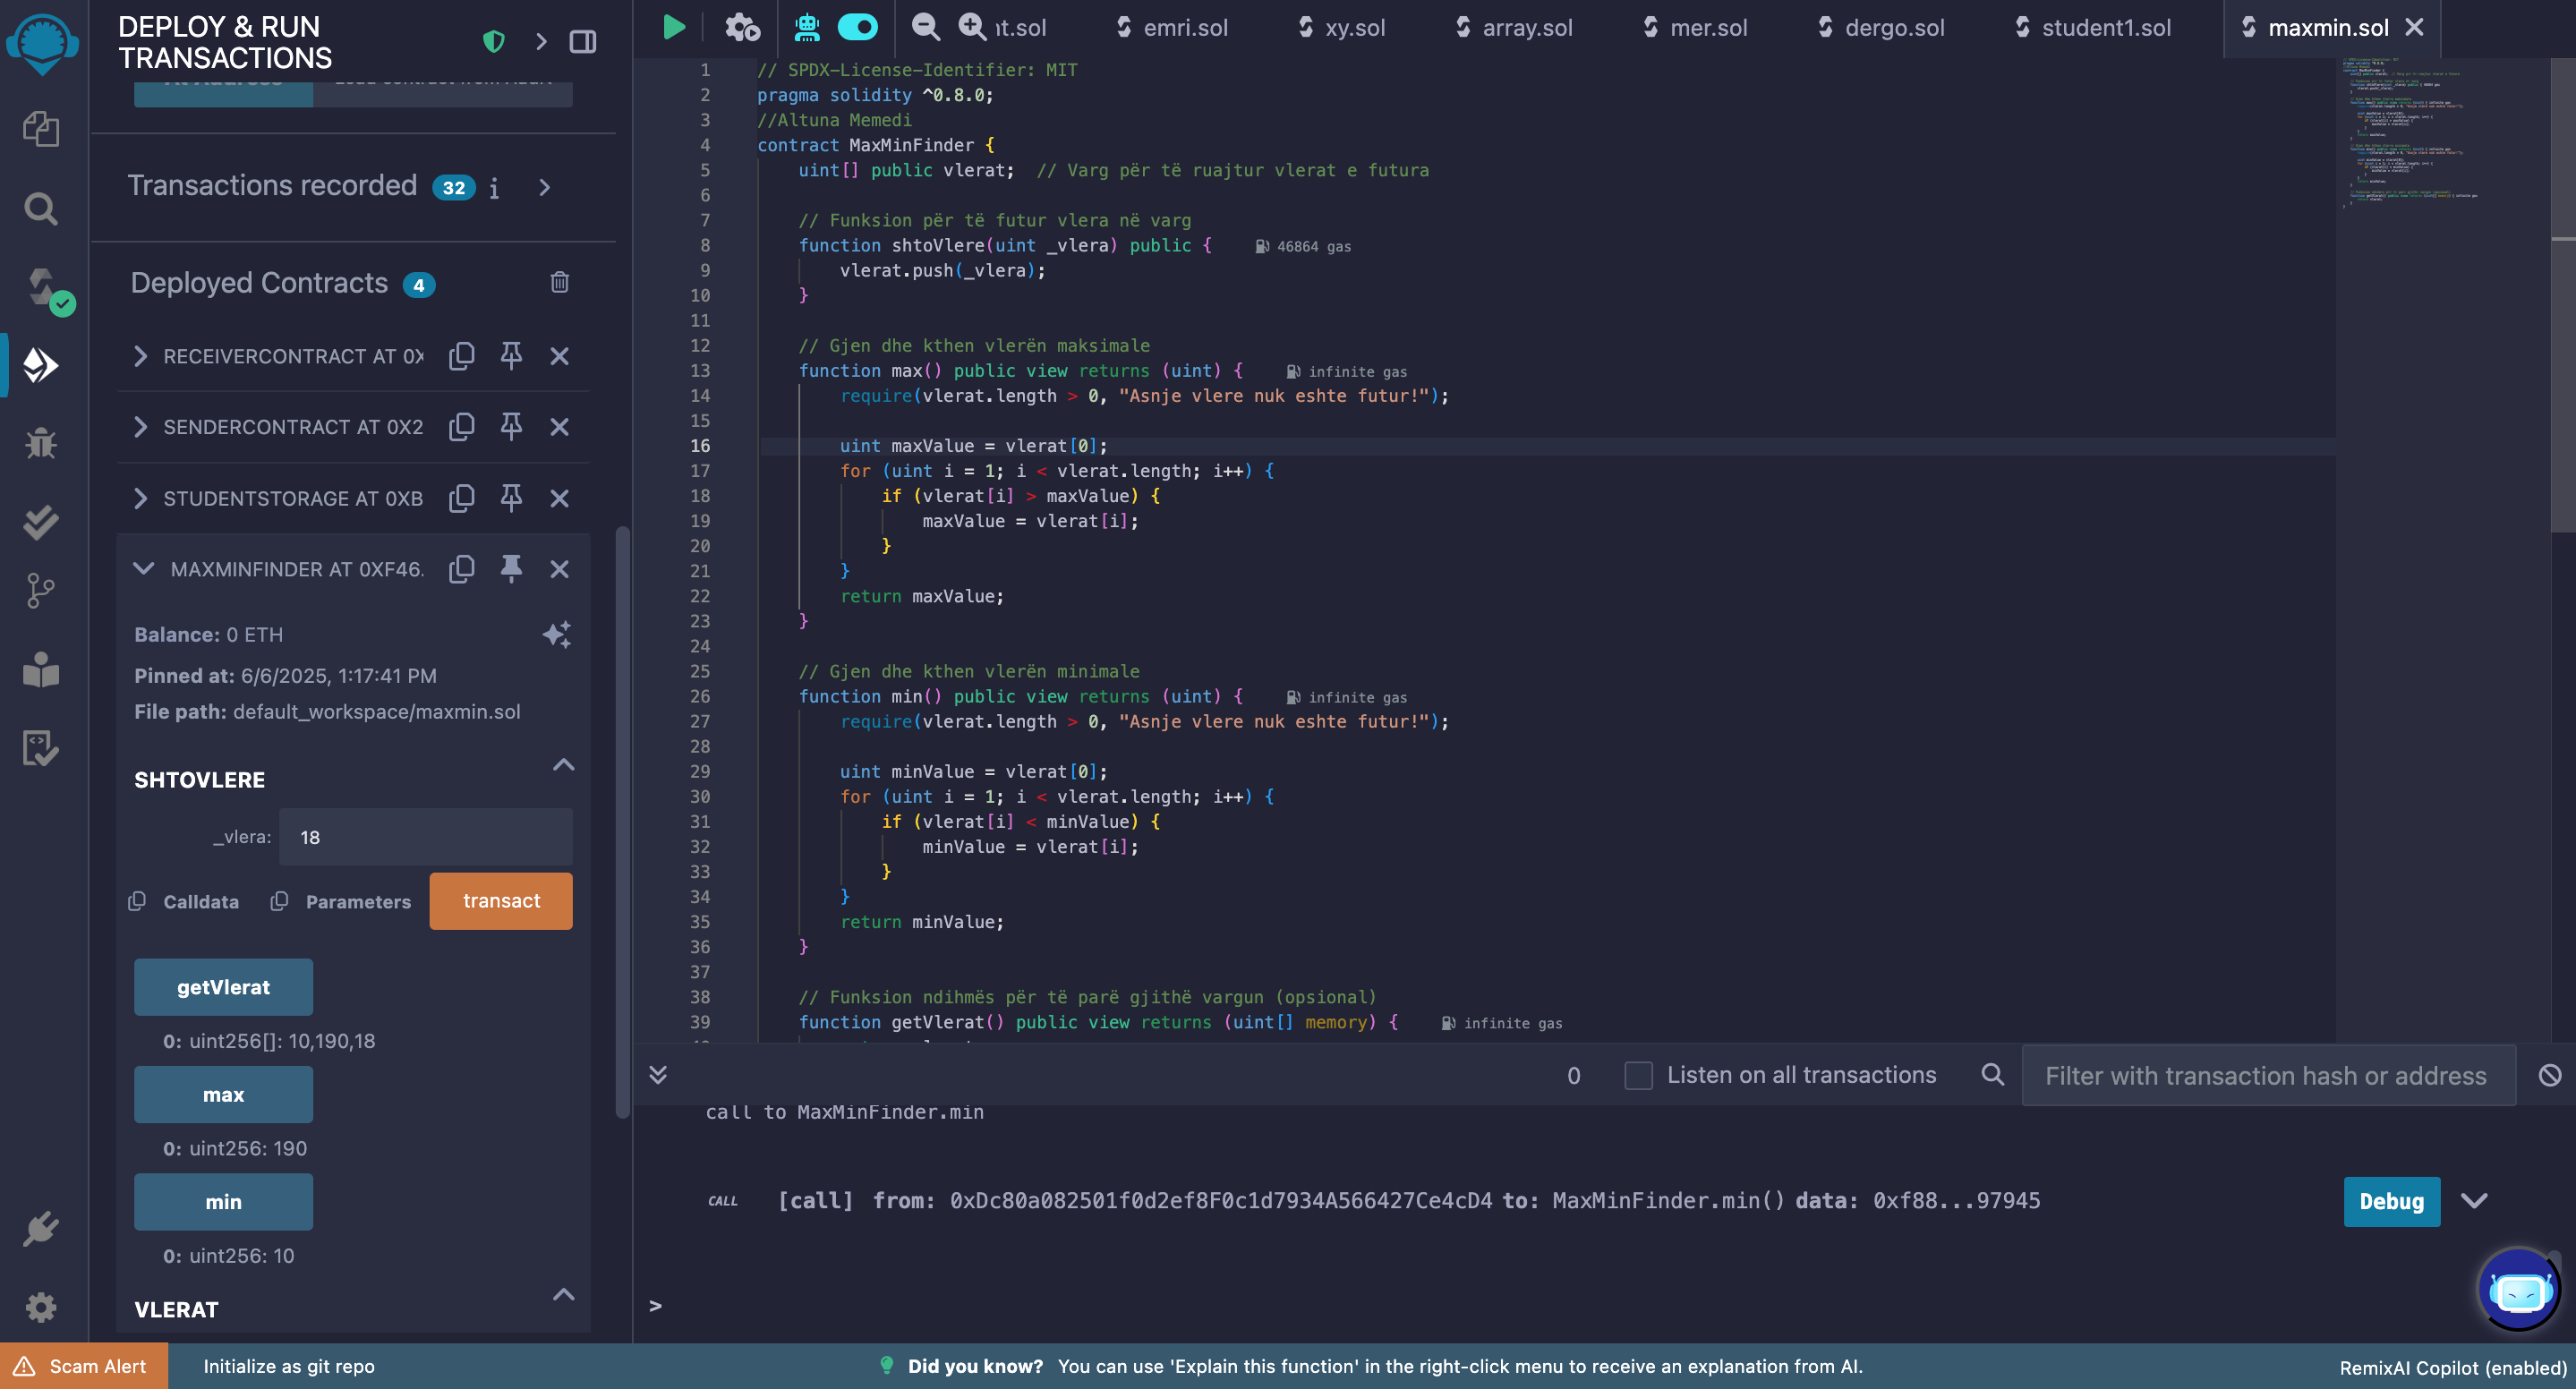 DEPLOY & RUN
TRANSACTIONS
Transactions recorded 32 i
Deployed Contracts 4
RECEIVERCONTRACT AT 0X
SENDERCONTRACT AT 0X2
STUDENTSTORAGE AT 0XB
MAXMINFINDER AT 0XF46.
Balance: 0 ETH
Pinned at: 6/6/2025, 1:17:41 PM
File path: default_workspace/maxmin.sol
SHTOVLERE
_vlera: 18
Calldata Parameters transact
getVlerat
0: uint256[]: 10,190,18
max
0: uint256: 190
min
0: uint256: 10
VLERAT
emri.sol xy.sol array.sol mer.sol dergo.sol student1.sol maxmin.sol
1 // SPDX-License-Identifier: MIT
2 pragma solidity ^0.8.0;
3 //Altuna Memedi
4 contract MaxMinFinder {
5 uint[] public vlerat; // Varg për të ruajtur vlerat e futura
6
7 // Funksion për të futur vlera në varg
8 function shtoVlere(uint _vlera) public { 46864 gas
9 vlerat.push(_vlera);
10 }
11
12 // Gjen dhe kthen vlerën maksimale
13 function max() public view returns (uint) { infinite gas
14 require(vlerat.length > 0, "Asnje vlere nuk eshte futur!");
15
16 uint maxValue = vlerat[0];
17 for (uint i = 1; i < vlerat.length; i++) {
18 if (vlerat[i] > maxValue) {
19 maxValue = vlerat[i];
20 }
21 }
22 return maxValue;
23 }
24
25 // Gjen dhe kthen vlerën minimale
26 function min() public view returns (uint) { infinite gas
27 require(vlerat.length > 0, "Asnje vlere nuk eshte futur!");
28
29 uint minValue = vlerat[0];
30 for (uint i = 1; i < vlerat.length; i++) {
31 if (vlerat[i] < minValue) {
32 minValue = vlerat[i];
33 }
34 }
35 return minValue;
36 }
37
38 // Funksion ndihmës për të parë gjithë vargun (opsional)
39 function getVlerat() public view returns (uint[] memory) { infinite gas
0 Listen on all transactions Filter with transaction hash or address
call to MaxMinFinder.min
CALL [call] from: 0xDc80a082501f0d2ef8F0c1d7934A566427Ce4cD4 to: MaxMinFinder.min() data: 0xf88...97945 Debug
>
Scam Alert Initialize as git repo Did you know? You can use 'Explain this function' in the right-click menu to receive an explanation from AI. RemixAI Copilot (enabled)